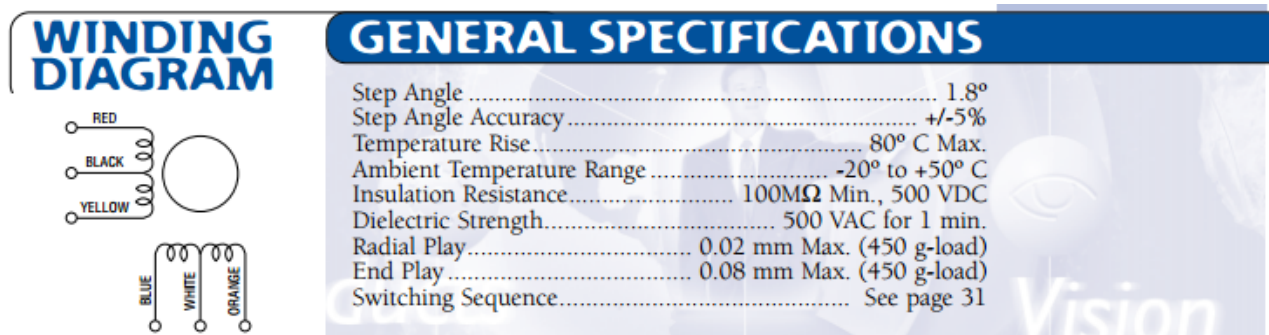 WINDING
DIAGRAM
RED
BLACK
YELLOW
BLUE
WHITE
ORANGE
GENERAL SPECIFICATIONS
Step Angle ........................................................................ 1.8º
Step Angle Accuracy..................................................... +/-5%
Temperature Rise...................................................... 80º C Max.
Ambient Temperature Range ........................... -20º to +50º C
Insulation Resistance......................... 100MΩ Min., 500 VDC
Dielectric Strength................................... 500 VAC for 1 min.
Radial Play.................................. 0.02 mm Max. (450 g-load)
End Play ..................................... 0.08 mm Max. (450 g-load)
Switching Sequence............................................ See page 31
Vision